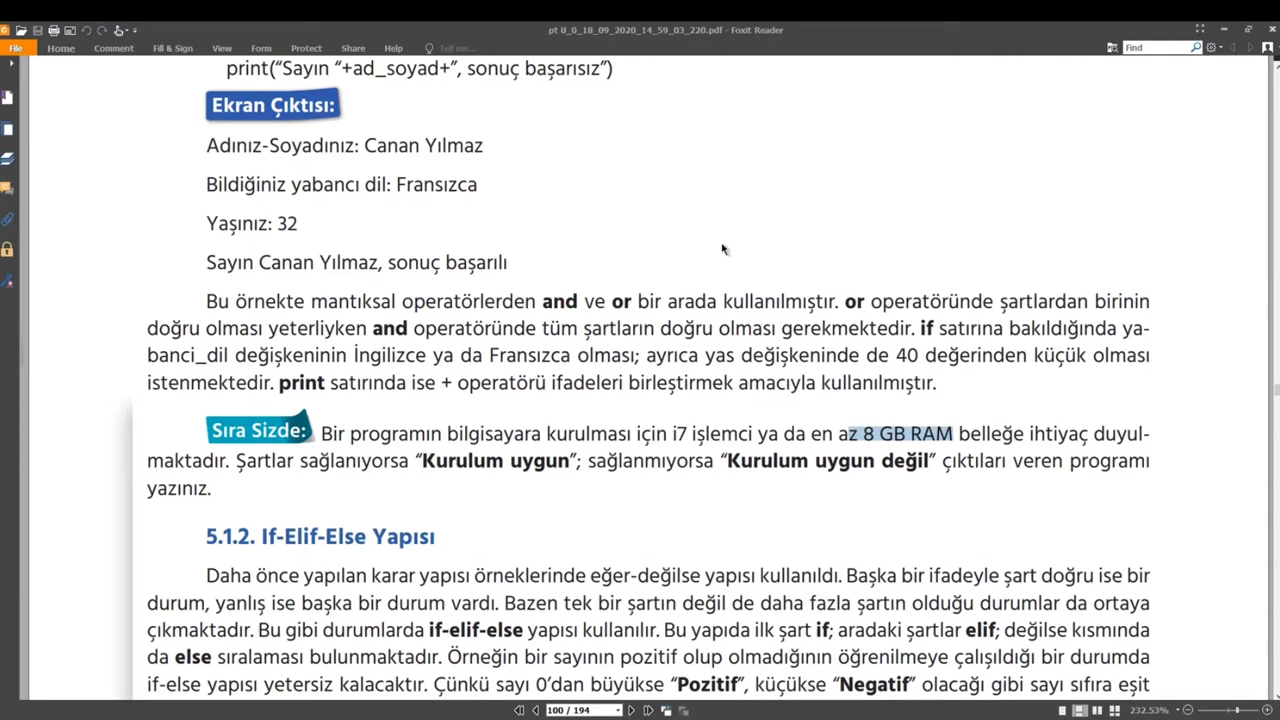 pt U_0_18_09_2020_14_59_03_220.pdf - Foxit Reader
File Home Comment Fill & Sign View Form Protect Share Help Tell me... Find
print(“Sayın “+ad_soyad+”, sonuç başarısız”)
Ekran Çıktısı:
Adınız-Soyadınız: Canan Yılmaz
Bildiğiniz yabancı dil: Fransızca
Yaşınız: 32
Sayın Canan Yılmaz, sonuç başarılı
Bu örnekte mantıksal operatörlerden and ve or bir arada kullanılmıştır. or operatöründe şartlardan birinin
doğru olması yeterliyken and operatöründe tüm şartların doğru olması gerekmektedir. if satırına bakıldığında ya-
banci_dil değişkeninin İngilizce ya da Fransızca olması; ayrıca yas değişkeninde de 40 değerinden küçük olması
istenmektedir. print satırında ise + operatörü ifadeleri birleştirmek amacıyla kullanılmıştır.
Sıra Sizde: Bir programın bilgisayara kurulması için i7 işlemci ya da en az 8 GB RAM belleğe ihtiyaç duyul-
maktadır. Şartlar sağlanıyorsa “Kurulum uygun”; sağlanmıyorsa “Kurulum uygun değil” çıktıları veren programı
yazınız.
5.1.2. If-Elif-Else Yapısı
Daha önce yapılan karar yapısı örneklerinde eğer-değilse yapısı kullanıldı. Başka bir ifadeyle şart doğru ise bir
durum, yanlış ise başka bir durum vardı. Bazen tek bir şartın değil de daha fazla şartın olduğu durumlar da ortaya
çıkmaktadır. Bu gibi durumlarda if-elif-else yapısı kullanılır. Bu yapıda ilk şart if; aradaki şartlar elif; değilse kısmında
da else sıralaması bulunmaktadır. Örneğin bir sayının pozitif olup olmadığının öğrenilmeye çalışıldığı bir durumda
if-else yapısı yetersiz kalacaktır. Çünkü sayı 0’dan büyükse “Pozitif”, küçükse “Negatif” olacağı gibi sayı sıfıra eşit
100 / 194 232.53%